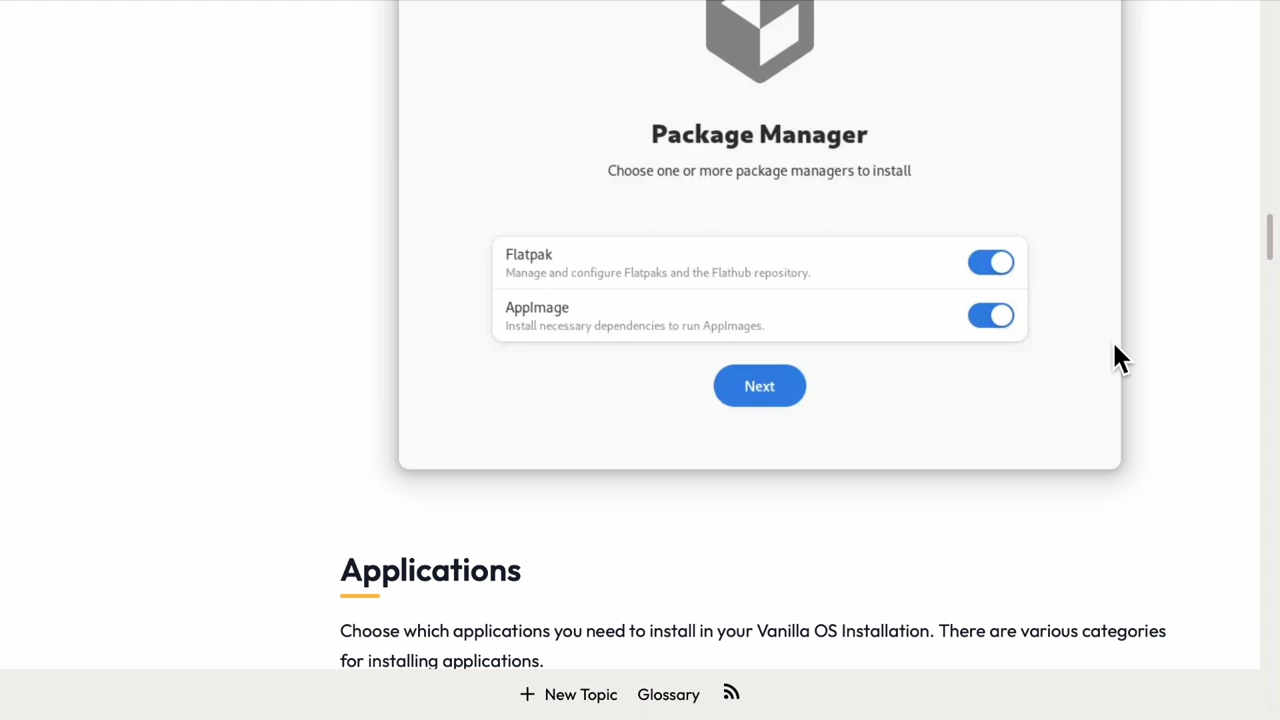 Package Manager
Choose one or more package managers to install
Flatpak
Manage and configure Flatpaks and the Flathub repository.
AppImage
Install necessary dependencies to run AppImages.
Next
Applications
Choose which applications you need to install in your Vanilla OS Installation. There are various categories
for installing applications.
New Topic Glossary